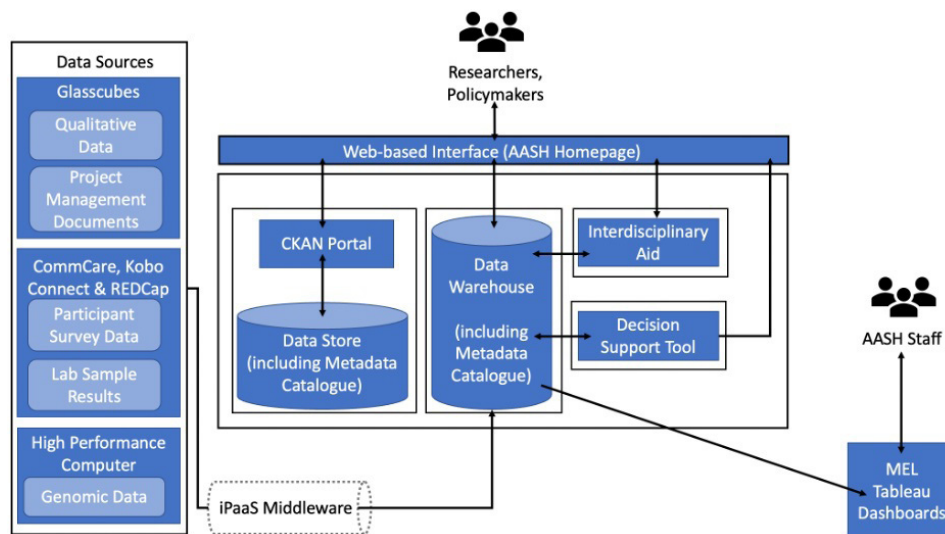 Data Sources
Glasscubes
Qualitative
Data
Project
Management
Documents
CommCare, Kobo
Connect & REDCap
Participant
Survey Data
Lab Sample
Results
High Performance
Computer
Genomic Data
Researchers,
Policymakers
Web-based Interface (AASH Homepage)
CKAN Portal
Data Store
(including Metadata
Catalogue)
Data
Warehouse
(including
Metadata
Catalogue)
Interdisciplinary
Aid
Decision
Support Tool
iPaaS Middleware
AASH Staff
MEL
Tableau
Dashboards